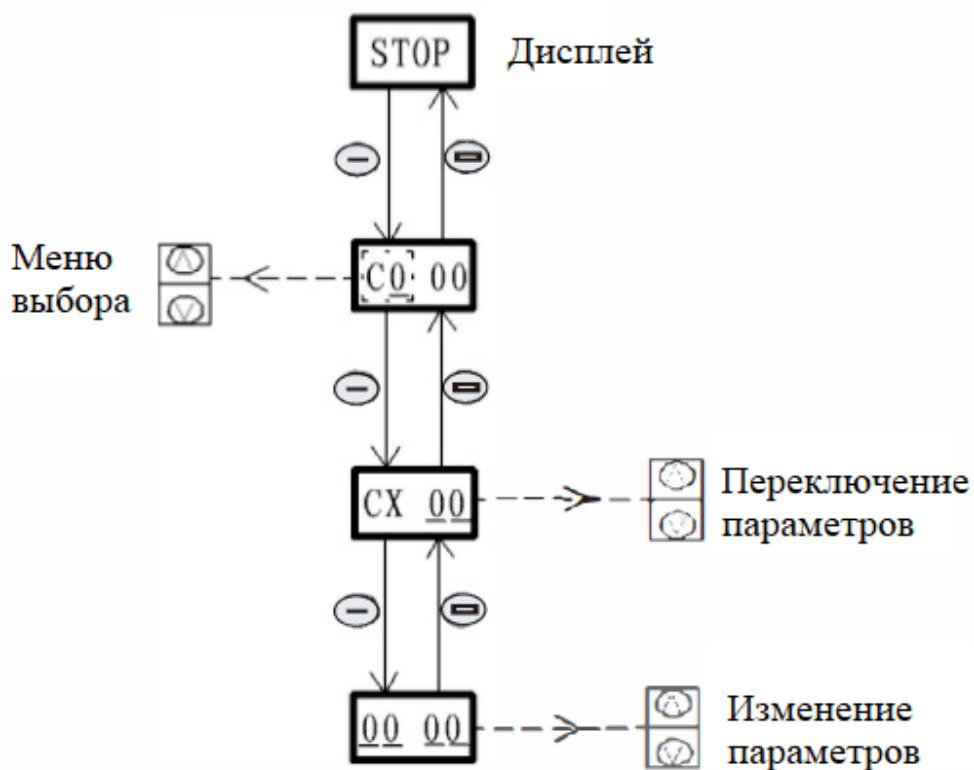 STOP
Дисплей
Меню
выбора
C0 00
CX 00
Переключение
параметров
00 00
Изменение
параметров